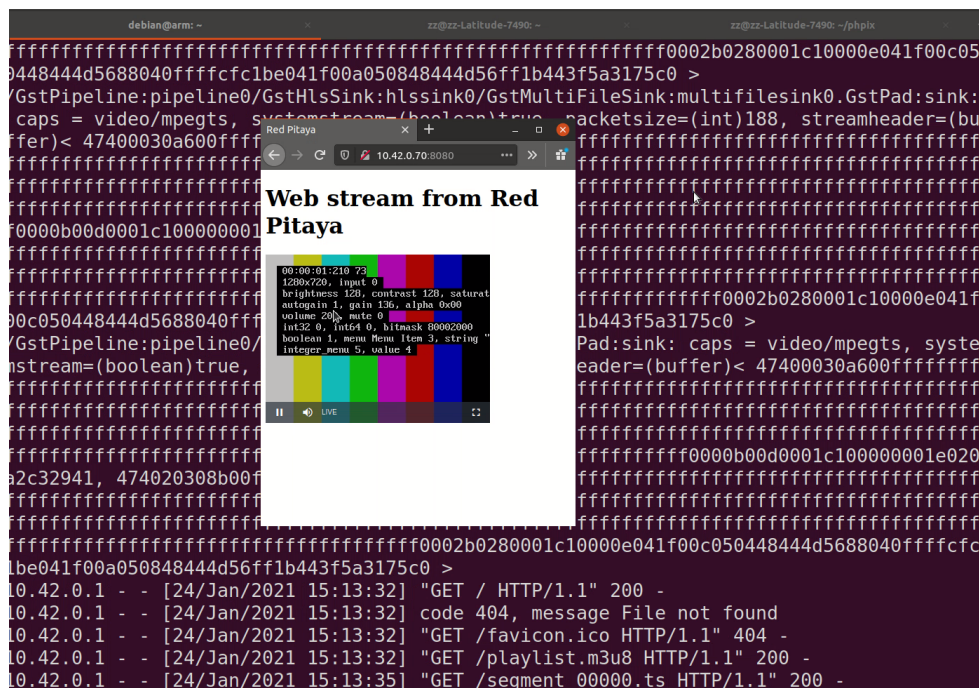 debian@arm: ~
zz@zz-Latitude-7490: ~
zz@zz-Latitude-7490: ~/phpix
fffffffffffffffffffffffffffffffffffffffffffffffffffffffffffffff0002b0280001c10000e041f00c05
0448444d5688040ffffcfc1be041f00a050848444d56ff1b443f5a3175c0 >
/GstPipeline:pipeline0/GstHlsSink:hlssink0/GstMultiFileSink:multifilesink0.GstPad:sink:
caps = video/mpegts, systemstream=(boolean)true, packetsize=(int)188, streamheader=(bu
ffer)< 47400030a600ffff
f0000b00d0001c100000001
fffffffffffff0002b0280001c10000e041f
00c050448444d5688040fff
1b443f5a3175c0 >
/GstPipeline:pipeline0/
Pad:sink: caps = video/mpegts, syste
mstream=(boolean)true,
eader=(buffer)< 47400030a600ffffffff
ffffffffff0000b00d0001c100000001e020
a2c32941, 474020308b00f
Red Pitaya
10.42.0.70:8080
Web stream from Red
Pitaya
00:00:01:210 73
1280x720, input 0
brightness 128, contrast 128, saturat
autogain 1, gain 136, alpha 0x00
volume 200, mute 0
int32 0, int64 0, bitmask 80002000
boolean 1, menu Menu Item 3, string "
integer_menu 5, value 4
LIVE
ffffffffffffffffffffffffffffffffffffff0002b0280001c10000e041f00c050448444d5688040ffffcfc
1be041f00a050848444d56ff1b443f5a3175c0 >
10.42.0.1 - - [24/Jan/2021 15:13:32] "GET / HTTP/1.1" 200 -
10.42.0.1 - - [24/Jan/2021 15:13:32] code 404, message File not found
10.42.0.1 - - [24/Jan/2021 15:13:32] "GET /favicon.ico HTTP/1.1" 404 -
10.42.0.1 - - [24/Jan/2021 15:13:32] "GET /playlist.m3u8 HTTP/1.1" 200 -
10.42.0.1 - - [24/Jan/2021 15:13:35] "GET /segment_00000.ts HTTP/1.1" 200 -